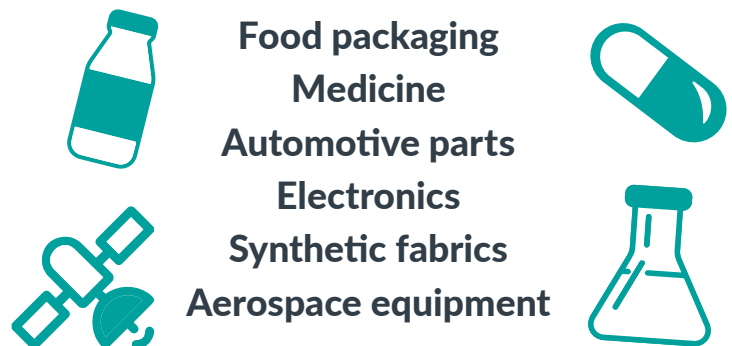 Food packaging
Medicine
Automotive parts
Electronics
Synthetic fabrics
Aerospace equipment